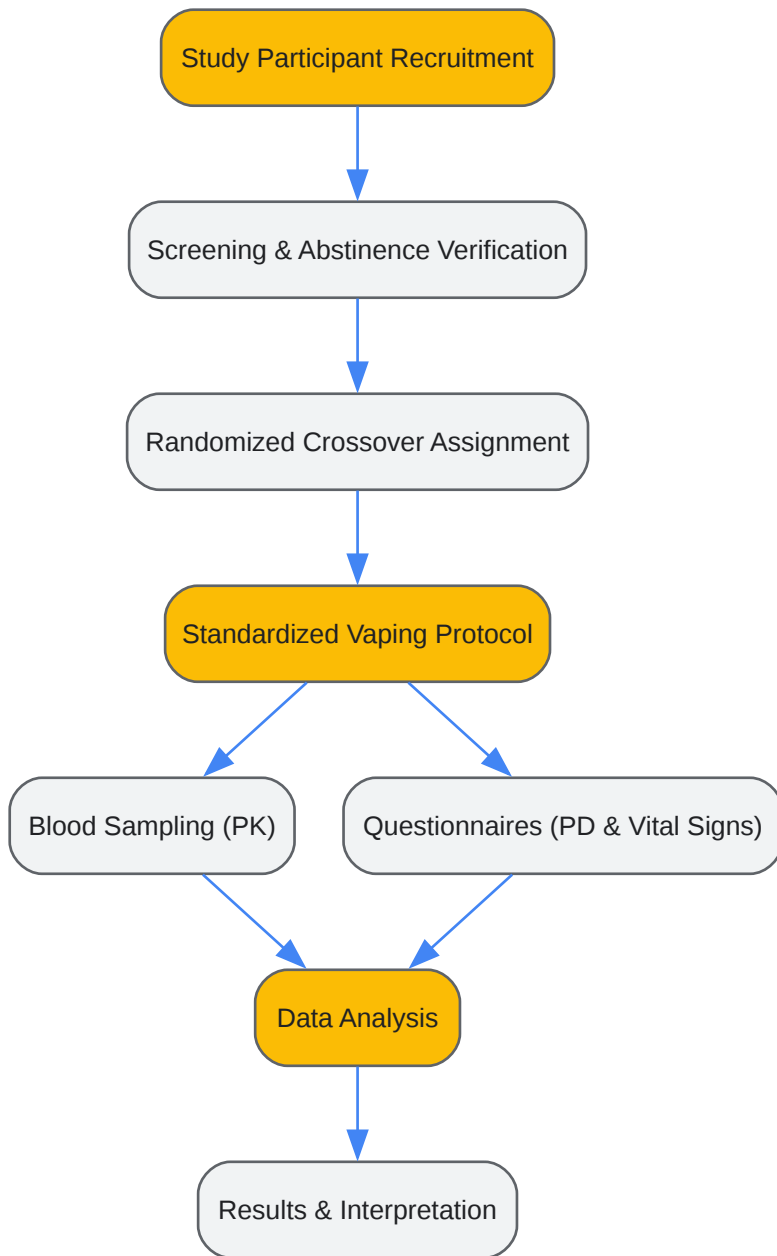 Study Participant Recruitment
Screening & Abstinence Verification
Randomized Crossover Assignment
Standardized Vaping Protocol
Blood Sampling (PK)
Questionnaires (PD & Vital Signs)
Data Analysis
Results & Interpretation